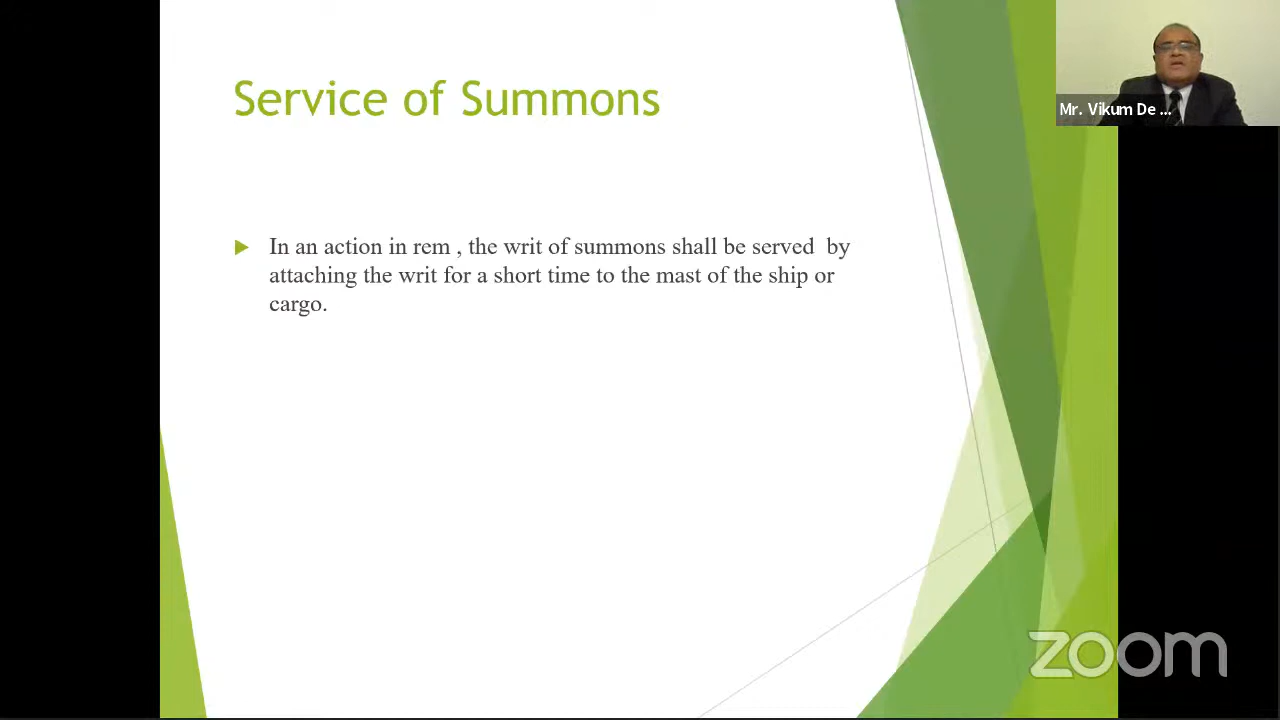 Service of Summons
Mr. Vikum De ...
In an action in rem , the writ of summons shall be served by
attaching the writ for a short time to the mast of the ship or
cargo.
zoom